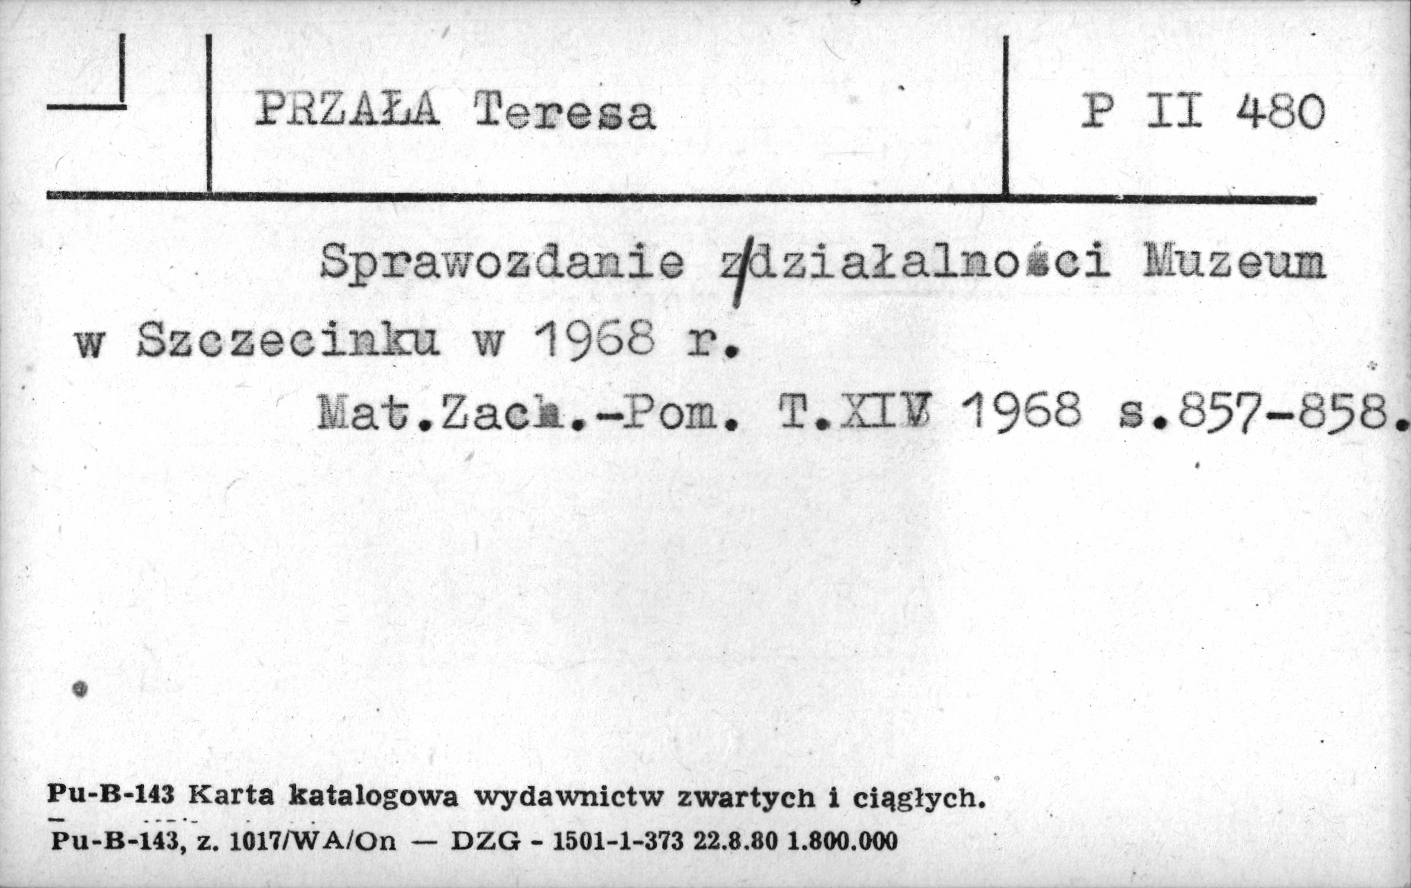 PRZAŁA Teresa
P II 480
Sprawozdanie z/działalności Muzeum
w Szczecinku w 1968 r.
Mat.Zach.-Pom. T.XIV 1968 s.857-858.
Pu-B-143 Karta katalogowa wydawnictw zwartych i ciągłych.
Pu-B-143, z. 1017/WA/On — DZG - 1501-1-373 22.8.80 1.800.000